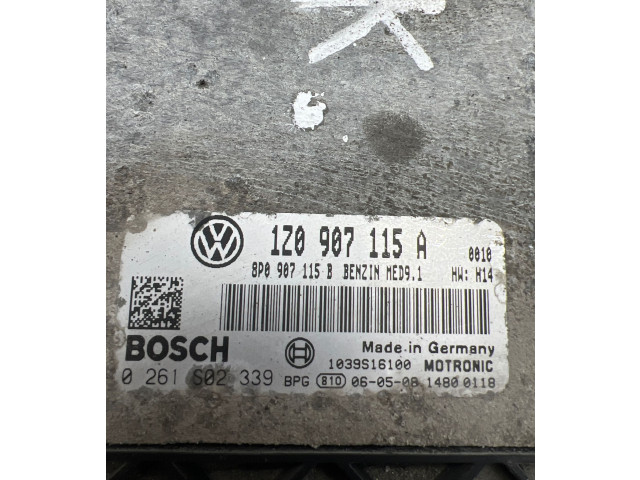 1Z0 907 115 A 0010
8P0 907 115 B BENZIN MED9.1 HW: H14
BOSCH Made in Germany
1039S16100 MOTRONIC
0 261 S02 339 BPG 810 06-05-08 1480 0118